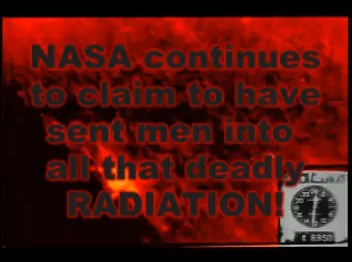 NASA continues
to claim to have
sent men into
all that deadly
RADIATION!